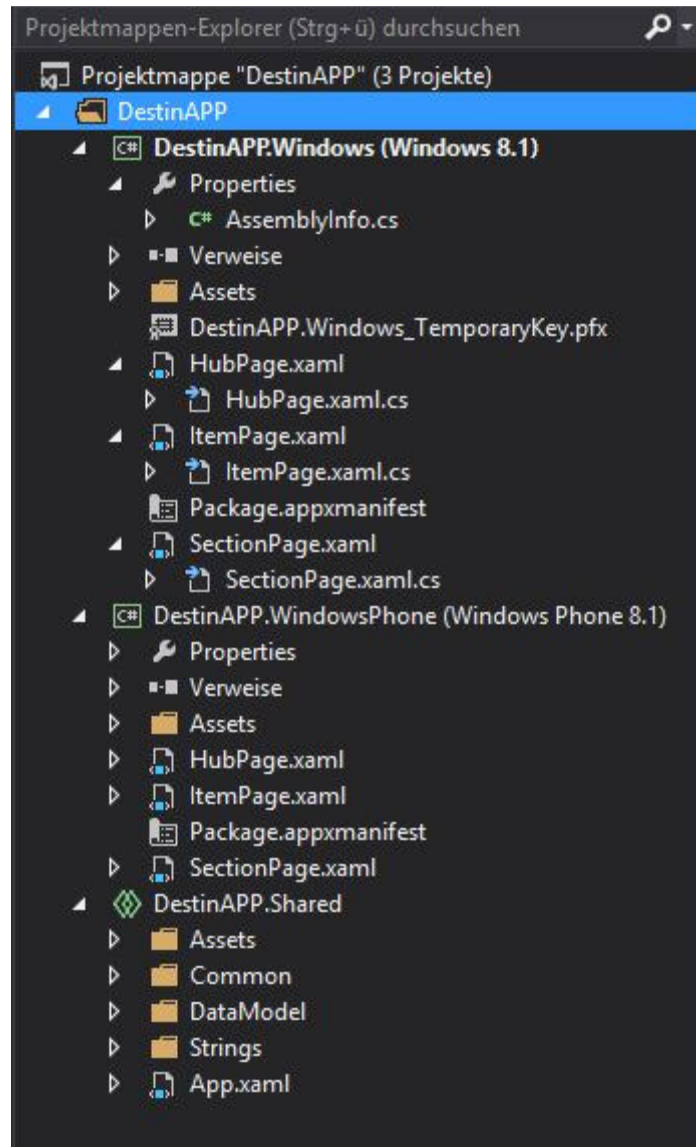 Projektmappen-Explorer (Strg+ü) durchsuchen
Projektmappe "DestinAPP" (3 Projekte)
DestinAPP
C# DestinAPP.Windows (Windows 8.1)
Properties
C# AssemblyInfo.cs
Verweise
Assets
DestinAPP.Windows_TemporaryKey.pfx
HubPage.xaml
HubPage.xaml.cs
ItemPage.xaml
ItemPage.xaml.cs
Package.appxmanifest
SectionPage.xaml
SectionPage.xaml.cs
C# DestinAPP.WindowsPhone (Windows Phone 8.1)
Properties
Verweise
Assets
HubPage.xaml
ItemPage.xaml
Package.appxmanifest
SectionPage.xaml
DestinAPP.Shared
Assets
Common
DataModel
Strings
App.xaml